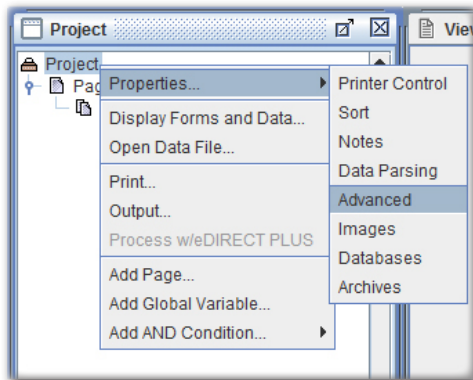 Project
View
Project
Pag
Properties...
Display Forms and Data...
Open Data File...
Print...
Output...
Process w/eDIRECT PLUS
Add Page...
Add Global Variable...
Add AND Condition...
Printer Control
Sort
Notes
Data Parsing
Advanced
Images
Databases
Archives